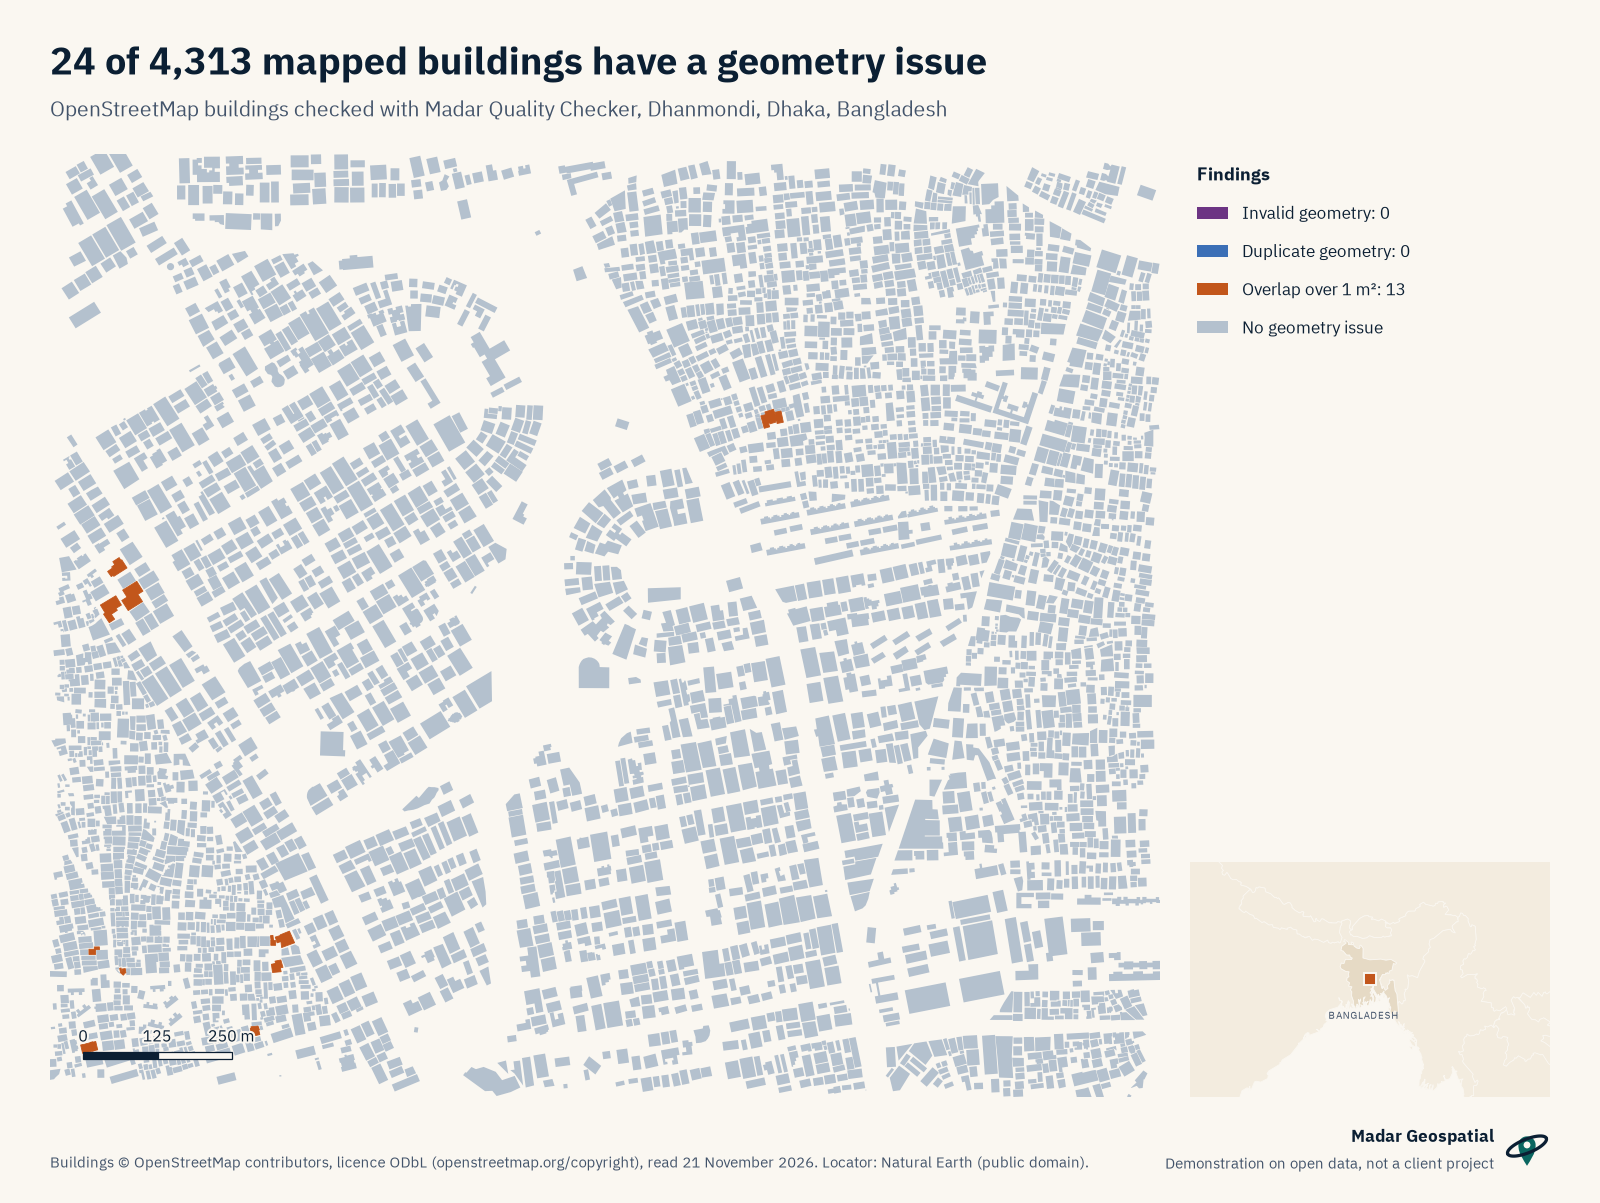 24 of 4,313 mapped buildings have a geometry issue
OpenStreetMap buildings checked with Madar Quality Checker, Dhanmondi, Dhaka, Bangladesh
Findings
Invalid geometry: 0
Duplicate geometry: 0
Overlap over 1 m²: 13
No geometry issue
0 125 250 m
BANGLADESH
Madar Geospatial
Buildings © OpenStreetMap contributors, licence ODbL (openstreetmap.org/copyright), read 21 November 2026. Locator: Natural Earth (public domain).
Demonstration on open data, not a client project